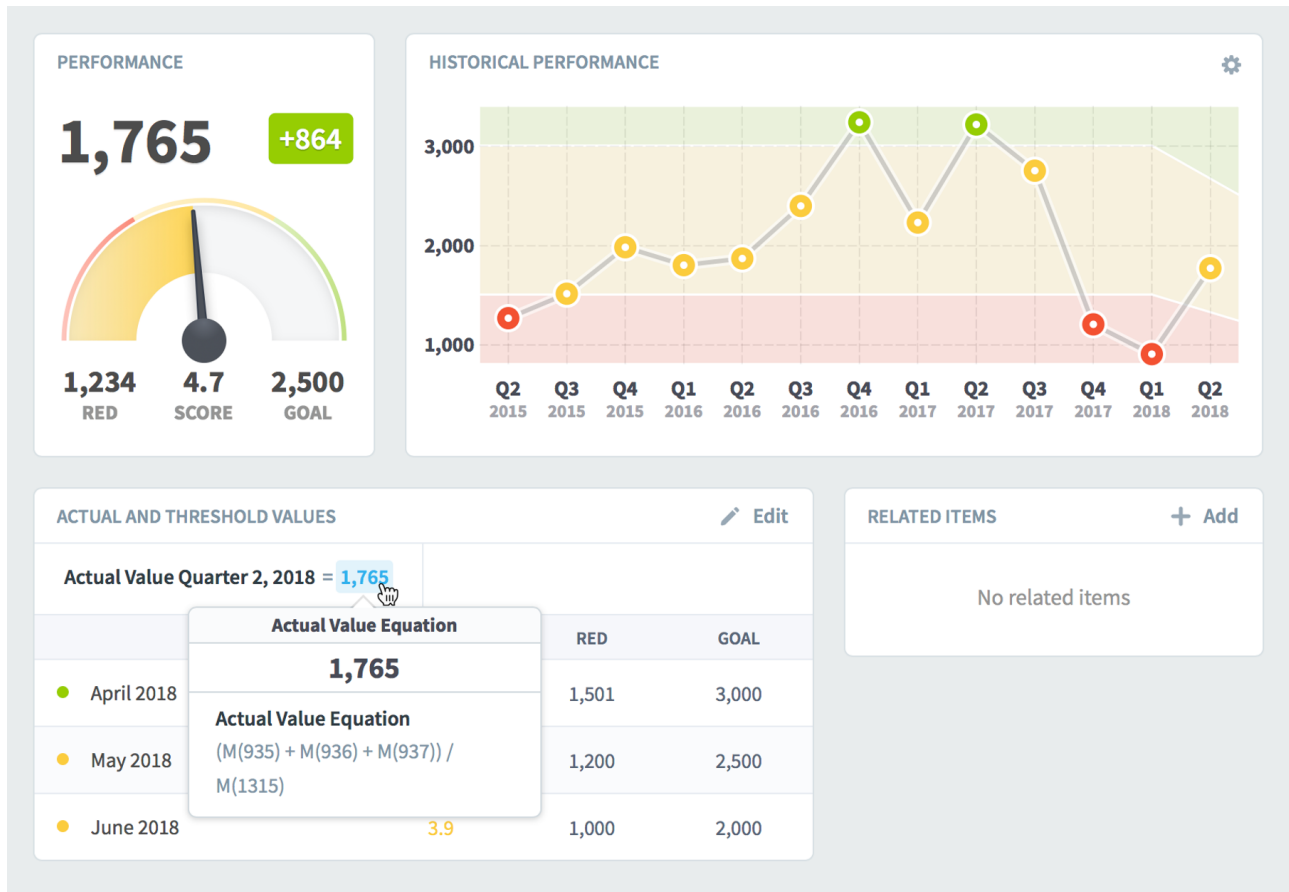 PERFORMANCE
1,765
+864
1,234
RED
4.7
SCORE
2,500
GOAL
HISTORICAL PERFORMANCE
3,000
2,000
1,000
Q2 Q3 Q4 Q1 Q2 Q3 Q4 Q1 Q2 Q3 Q4 Q1 Q2
2015 2015 2015 2016 2016 2016 2016 2017 2017 2017 2017 2018 2018
ACTUAL AND THRESHOLD VALUES
Edit
Actual Value Quarter 2, 2018 = 1,765
Actual Value Equation
1,765
Actual Value Equation
(M(935) + M(936) + M(937)) /
M(1315)
RED GOAL
April 2018 1,501 3,000
May 2018 1,200 2,500
June 2018 3.9 1,000 2,000
RELATED ITEMS
Add
No related items